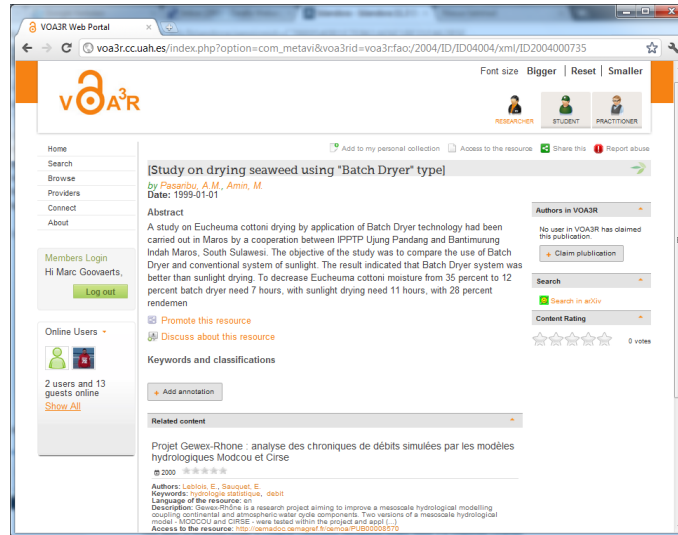 VOA3R Web Portal
voa3r.cc.uah.es/index.php?option=com_metavi&voa3rid=voa3r:fao:/2004/ID/ID04004/xml/ID2004000735
Font size Bigger | Reset | Smaller
VOA3R
RESEARCHER STUDENT PRACTITIONER
Home
Search
Browse
Providers
Connect
About
Members Login
Hi Marc Goovaerts,
Log out
Online Users
2 users and 13
guests online
Show All
Add to my personal collection Access to the resource Share this Report abuse
[Study on drying seaweed using "Batch Dryer" type]
by Pasaribu, A.M., Amin, M.
Date: 1999-01-01
Abstract
A study on Eucheuma cottoni drying by application of Batch Dryer technology had been
carried out in Maros by a cooperation between IPPTP Ujung Pandang and Bantimurung
Indah Maros, South Sulawesi. The objective of the study was to compare the use of Batch
Dryer and conventional system of sunlight. The result indicated that Batch Dryer system was
better than sunlight drying. To decrease Eucheuma cottoni moisture from 35 percent to 12
percent batch dryer need 7 hours, with sunlight drying need 11 hours, with 28 percent
rendemen
Promote this resource
Discuss about this resource
Keywords and classifications
Add annotation
Authors in VOA3R
No user in VOA3R has claimed
this publication.
Claim plublication
Search
Search in arXiv
Content Rating
0 votes
Related content
Projet Gewex-Rhone : analyse des chroniques de débits simulées par les modèles
hydrologiques Modcou et Cirse
2000
Authors: Leblois, E., Sauquet, E.
Keywords: hydrologie statistique, debit
Language of the resource: en
Description: Gewex-Rhône is a research project aiming to improve a mesoscale hydrological modelling
coupling continental and atmospheric water cycle components. Two versions of a mesoscale hydrological
model - MODCOU and CIRSE - were tested within the project and appl (...)
Access to the resource: http://cemadoc.cemagref.fr/cemoa/PUB00008570